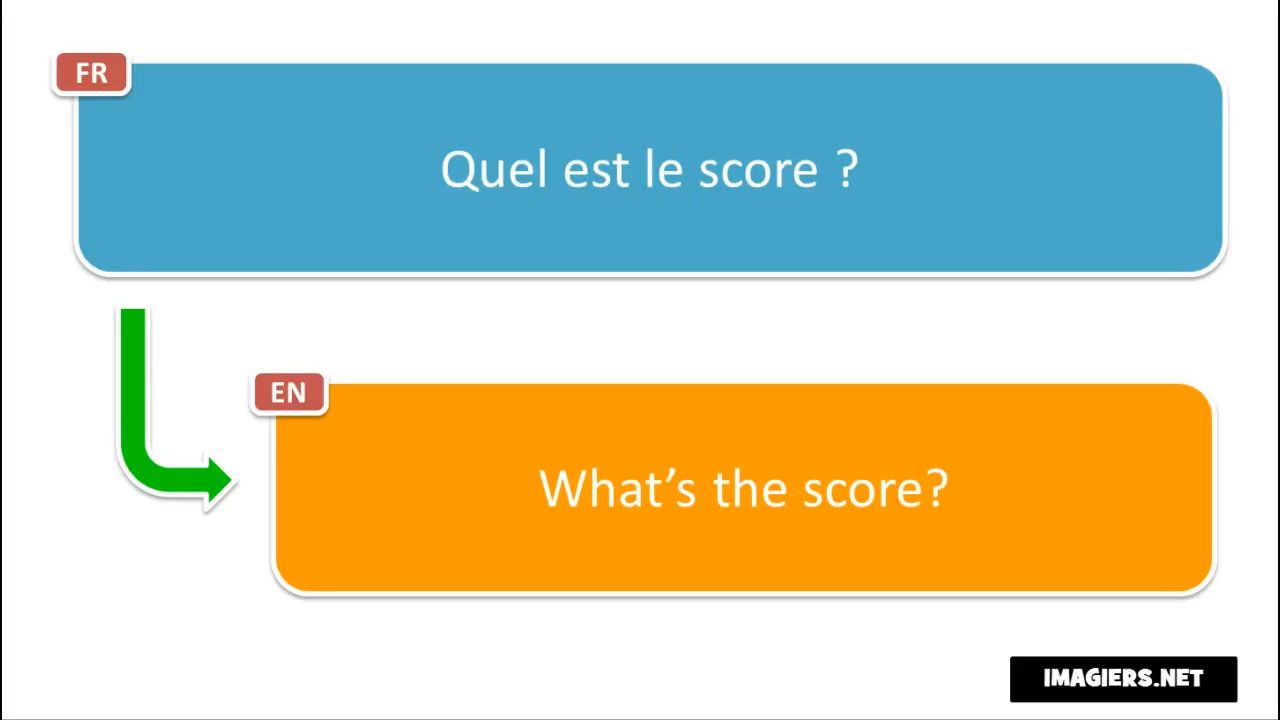 FR
Quel est le score ?
EN
What’s the score?
IMAGIERS.NET